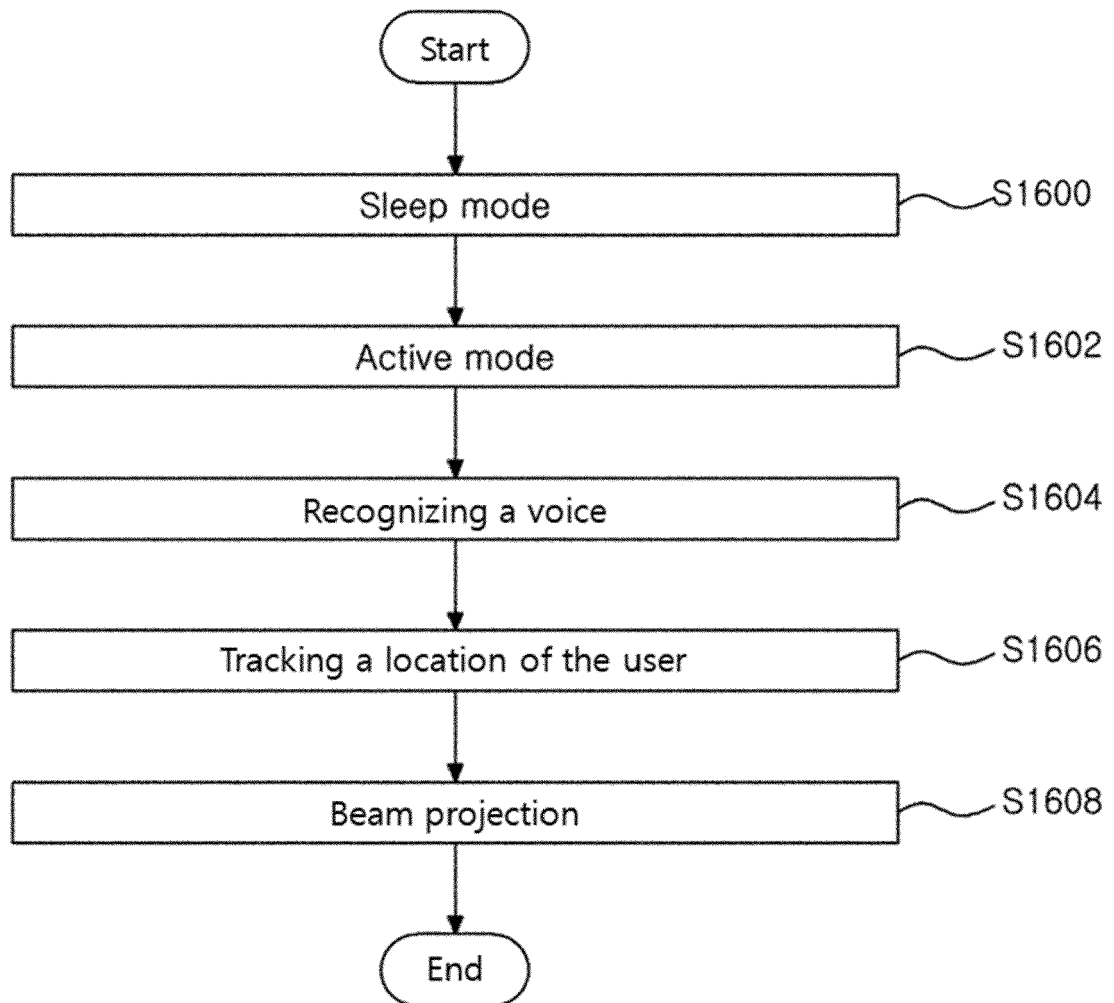 Start
Sleep mode
S1600
Active mode
S1602
Recognizing a voice
S1604
Tracking a location of the user
S1606
Beam projection
S1608
End